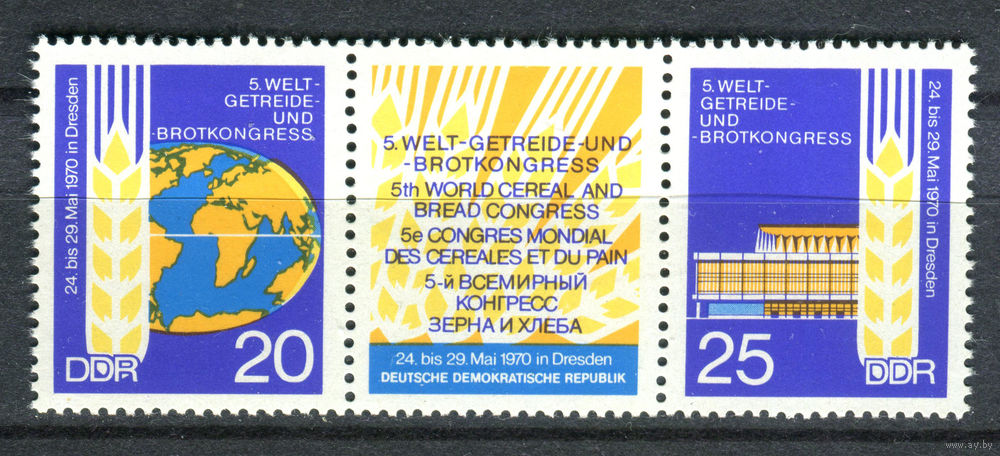 24. bis 29. Mai 1970 in Dresden
5. WELT-
GETREIDE-
UND
-BROTKONGRESS
DDR
20
5. WELT-GETREIDE-UND
-BROTKONGRESS
5th WORLD CEREAL AND
BREAD CONGRESS
5e CONGRES MONDIAL
DES CEREALES ET DU PAIN
5-й ВСЕМИРНЫЙ
КОНГРЕСС
ЗЕРНА И ХЛЕБА
24. bis 29. Mai 1970 in Dresden
DEUTSCHE DEMOKRATISCHE REPUBLIK
5. WELT-
GETREIDE-
UND
-BROTKONGRESS
24. bis 29. Mai 1970 in Dresden
25
DDR
www.ay.by